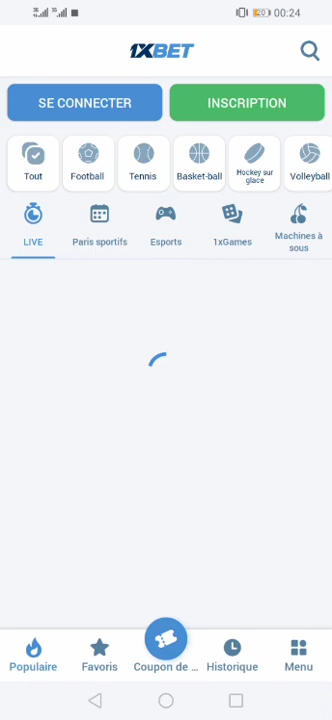 00:24
1XBET
SE CONNECTER
INSCRIPTION
Tout
Football
Tennis
Basket-ball
Hockey sur
glace
Volleyball
LIVE
Paris sportifs
Esports
1xGames
Machines à
sous
Populaire
Favoris
Coupon de ...
Historique
Menu